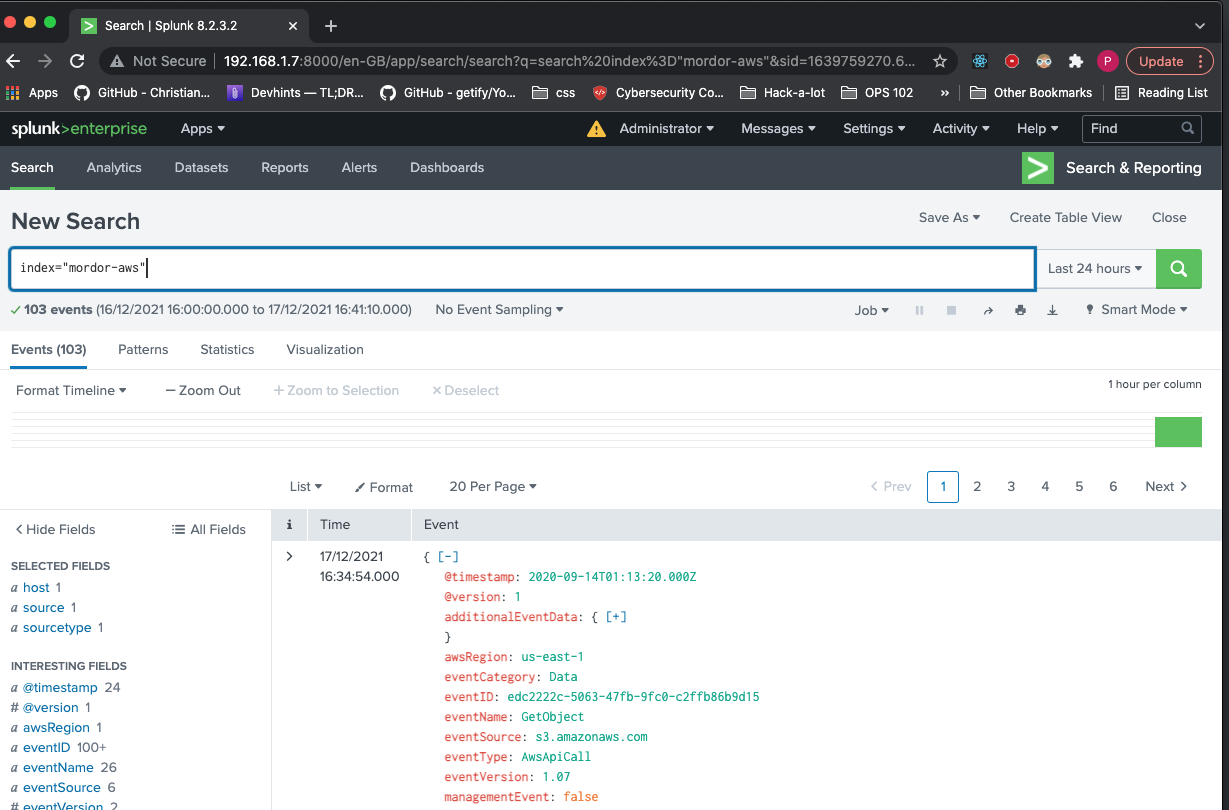 Search | Splunk 8.2.3.2
Not Secure | 192.168.1.7:8000/en-GB/app/search/search?q=search%20index%3D"mordor-aws"&sid=1639759270.6... P Update
Apps GitHub - Christian... Devhints — TL;DR... GitHub - getify/Yo... css Cybersecurity Co... Hack-a-lot OPS 102 » Other Bookmarks Reading List
splunk>enterprise Apps Administrator Messages Settings Activity Help Find
Search Analytics Datasets Reports Alerts Dashboards Search & Reporting
New Search Save As Create Table View Close
index="mordor-aws" Last 24 hours
103 events (16/12/2021 16:00:00.000 to 17/12/2021 16:41:10.000) No Event Sampling Job Smart Mode
Events (103) Patterns Statistics Visualization
Format Timeline — Zoom Out + Zoom to Selection × Deselect 1 hour per column
List Format 20 Per Page < Prev 1 2 3 4 5 6 Next >
< Hide Fields All Fields i Time Event
SELECTED FIELDS
a host 1
a source 1
a sourcetype 1
INTERESTING FIELDS
a @timestamp 24
# @version 1
a awsRegion 1
a eventID 100+
a eventName 26
a eventSource 6
# eventVersion 2
> 17/12/2021
16:34:54.000
{ [-]
@timestamp: 2020-09-14T01:13:20.000Z
@version: 1
additionalEventData: { [+]
}
awsRegion: us-east-1
eventCategory: Data
eventID: edc2222c-5063-47fb-9fc0-c2ffb86b9d15
eventName: GetObject
eventSource: s3.amazonaws.com
eventType: AwsApiCall
eventVersion: 1.07
managementEvent: false